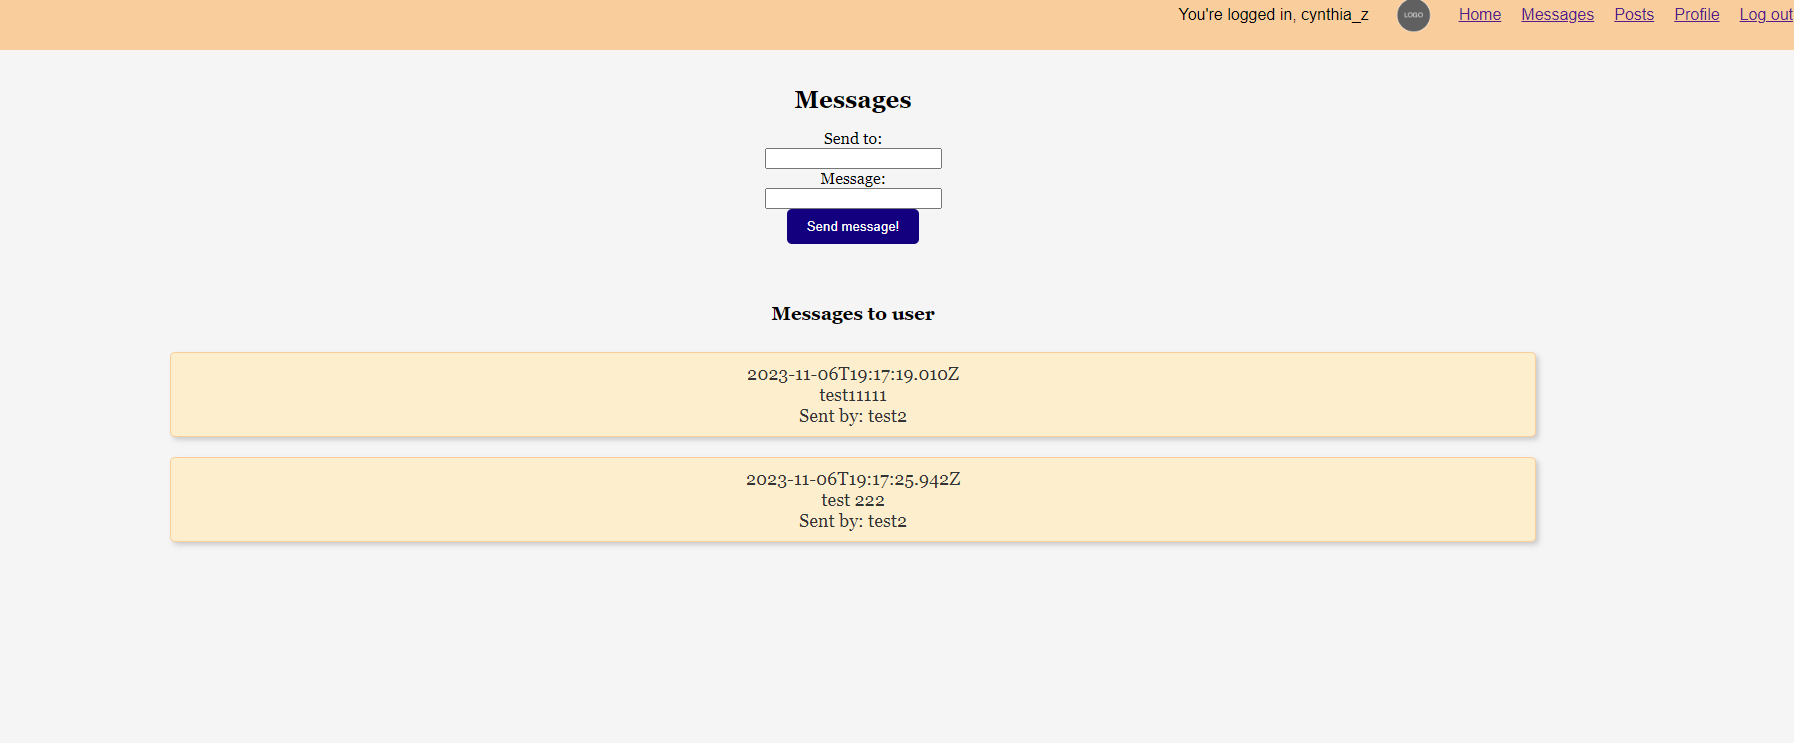 You're logged in, cynthia_z LOGO Home Messages Posts Profile Log out
Messages
Send to:
Message:
Send message!
Messages to user
2023-11-06T19:17:19.010Z
test11111
Sent by: test2
2023-11-06T19:17:25.942Z
test 222
Sent by: test2